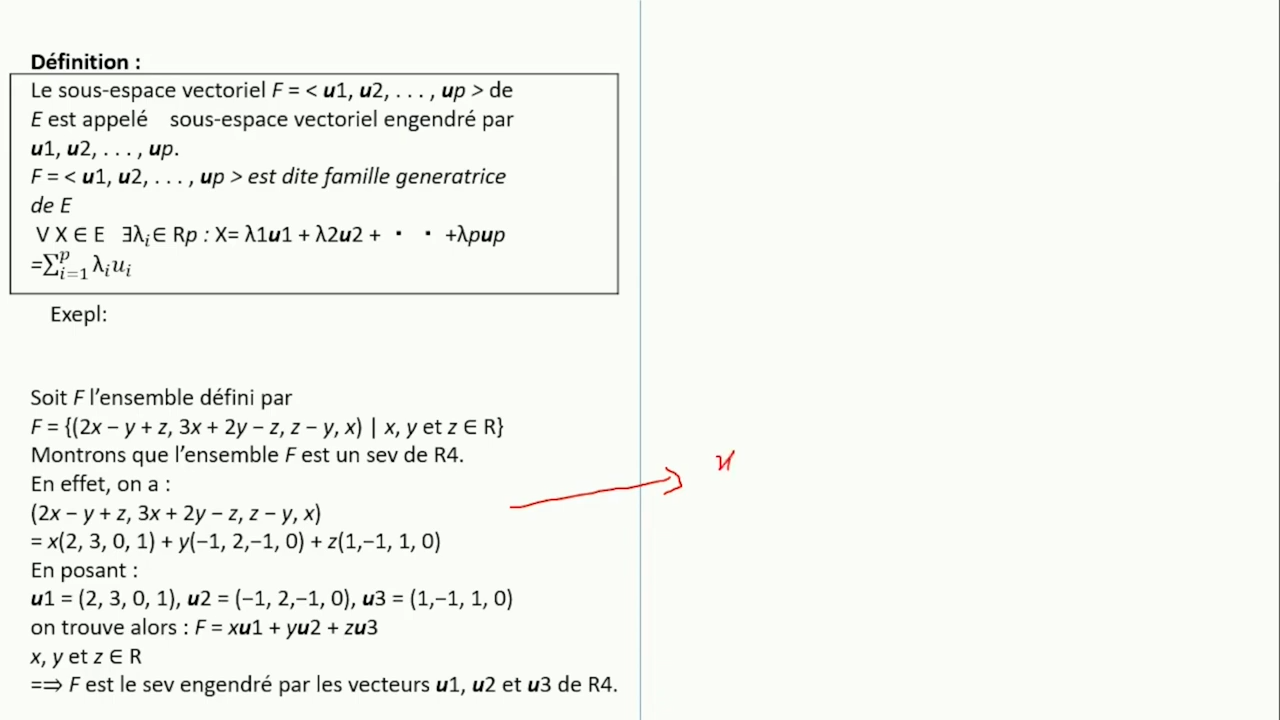 Définition :
Le sous-espace vectoriel F = < u1, u2, . . . , up > de
E est appelé sous-espace vectoriel engendré par
u1, u2, . . . , up.
F = < u1, u2, . . . , up > est dite famille generatrice
de E
∀ X ∈ E ∃λᵢ∈ Rp : X= λ1u1 + λ2u2 + · · +λpup
=∑ᵖᵢ₌₁ λᵢuᵢ
Exepl:
Soit F l’ensemble défini par
F = {(2x − y + z, 3x + 2y − z, z − y, x) | x, y et z ∈ R}
Montrons que l’ensemble F est un sev de R4.
En effet, on a :
(2x − y + z, 3x + 2y − z, z − y, x)
= x(2, 3, 0, 1) + y(−1, 2,−1, 0) + z(1,−1, 1, 0)
En posant :
u1 = (2, 3, 0, 1), u2 = (−1, 2,−1, 0), u3 = (1,−1, 1, 0)
on trouve alors : F = xu1 + yu2 + zu3
x, y et z ∈ R
=⇒ F est le sev engendré par les vecteurs u1, u2 et u3 de R4.